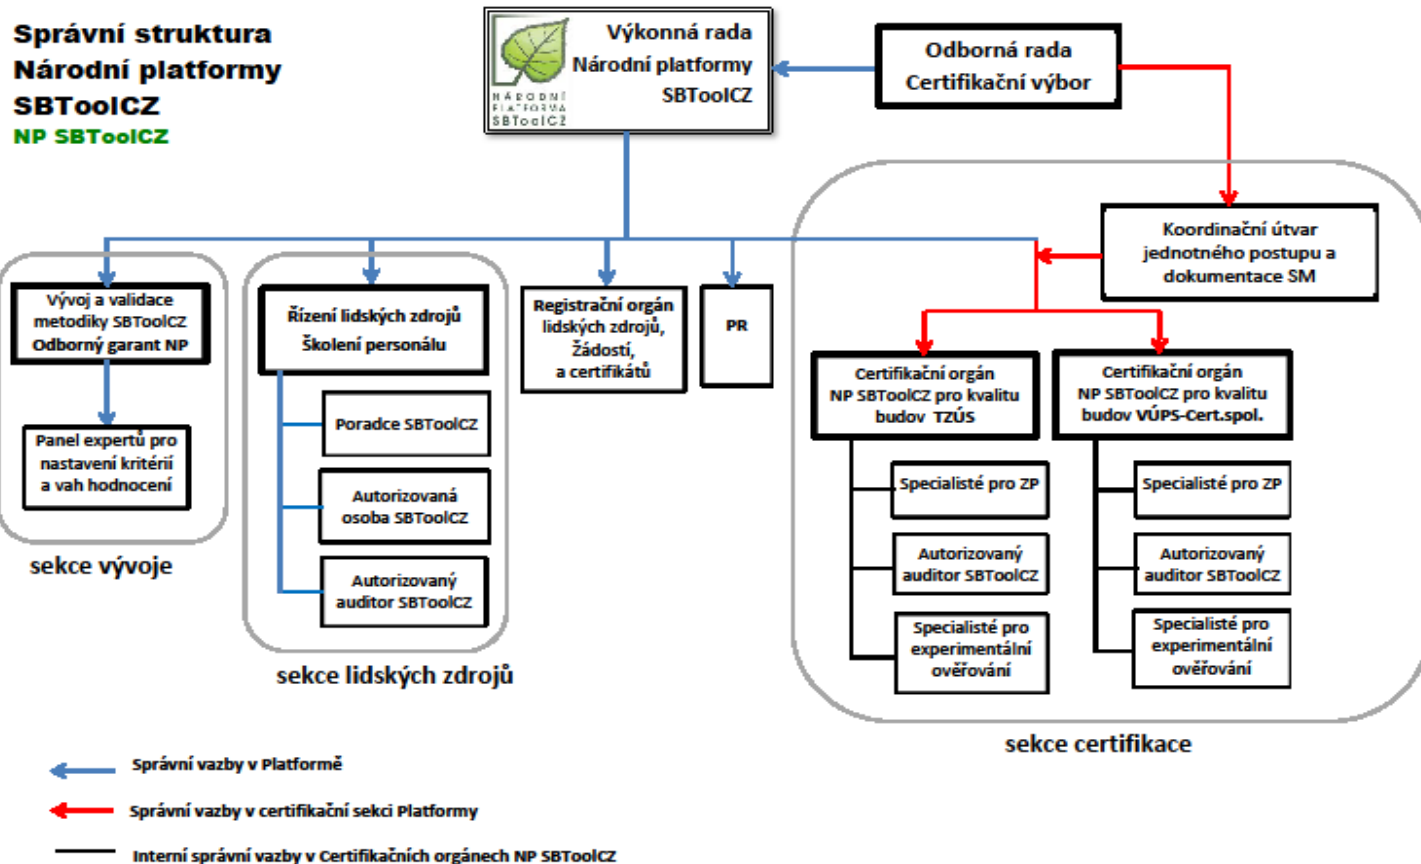 Správní struktura
Národní platformy
SBToolCZ
NP SBToolCZ
NÁRODNÍ
PLATFORMA
SBToolCZ
Výkonná rada
Národní platformy
SBToolCZ
Odborná rada
Certifikační výbor
Koordinační útvar
jednotného postupu a
dokumentace SM
Vývoj a validace
metodiky SBToolCZ
Odborný garant NP
Panel expertů pro
nastavení kritérií
a vah hodnocení
sekce vývoje
Řízení lidských zdrojů
Školení personálu
Poradce SBToolCZ
Autorizovaná
osoba SBToolCZ
Autorizovaný
auditor SBToolCZ
sekce lidských zdrojů
Registrační orgán
lidských zdrojů,
Žádostí,
a certifikátů
PR
Certifikační orgán
NP SBToolCZ pro kvalitu
budov TZÚS
Specialisté pro ZP
Autorizovaný
auditor SBToolCZ
Specialisté pro
experimentální
ověřování
Certifikační orgán
NP SBToolCZ pro kvalitu
budov VÚPS-Cert.spol.
Specialisté pro ZP
Autorizovaný
auditor SBToolCZ
Specialisté pro
experimentální
ověřování
sekce certifikace
Správní vazby v Platformě
Správní vazby v certifikační sekci Platformy
Interní správní vazby v Certifikačních orgánech NP SBToolCZ